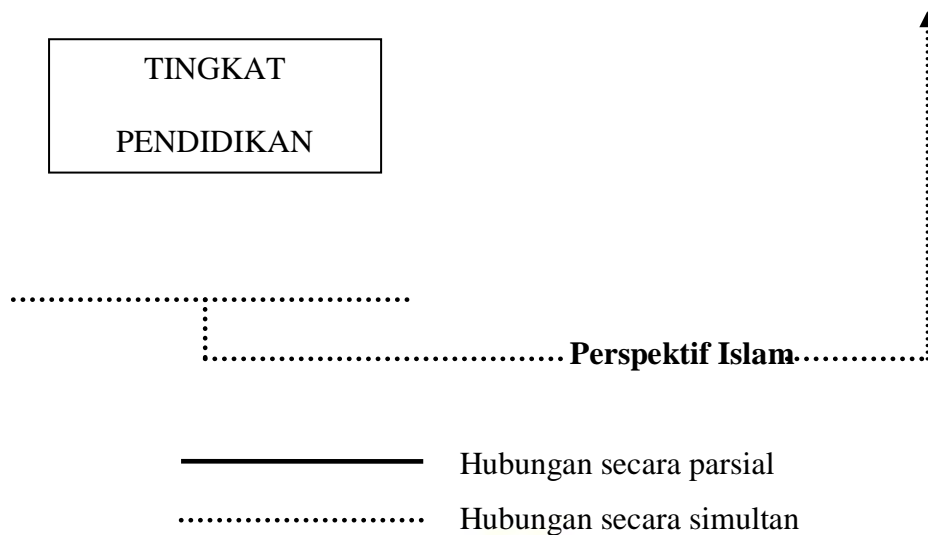 TINGKAT
PENDIDIKAN
Perspektif Islam
Hubungan secara parsial
Hubungan secara simultan